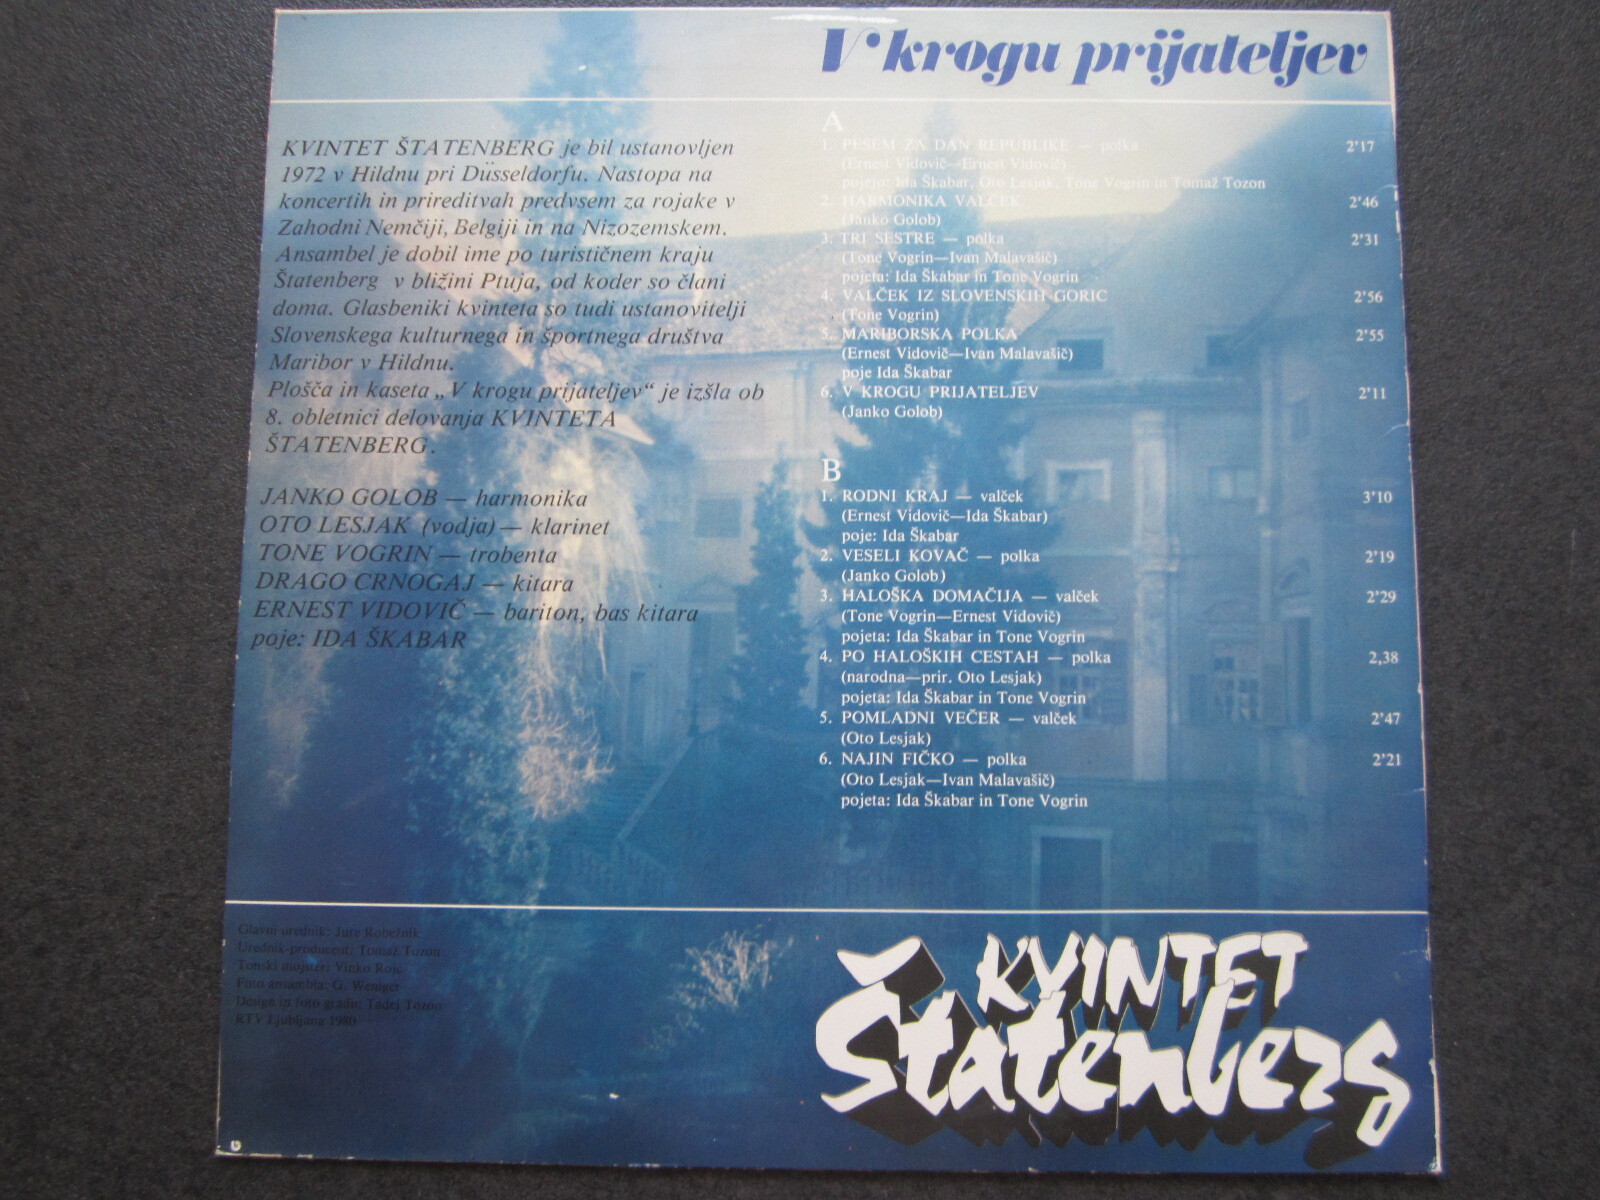 V krogu prijateljev
KVINTET ŠTATENBERG je bil ustanovljen
1972 v Hildnu pri Düsseldorfu. Nastopa na
koncertih in prireditvah predvsem za rojake v
Zahodni Nemčiji, Belgiji in na Nizozemskem.
Ansambel je dobil ime po turističnem kraju
Štatenberg v bližini Ptuja, od koder so člani
doma. Glasbeniki kvinteta so tudi ustanovitelji
Slovenskega kulturnega in športnega društva
Maribor v Hildnu.
Plošča in kaseta „V krogu prijateljev“ je izšla ob
8. obletnici delovanja KVINTETA
ŠTATENBERG.
JANKO GOLOB — harmonika
OTO LESJAK (vodja) — klarinet
TONE VOGRIN — trobenta
DRAGO CRNOGAJ — kitara
ERNEST VIDOVIČ — bariton, bas kitara
poje: IDA ŠKABAR
A
1. PESEM ZA DAN REPUBLIKE — polka 2'17
(Ernest Vidovič—Ernest Vidovič)
pojejo: Ida Škabar, Oto Lesjak, Tone Vogrin in Tomaž Tozon
2. HARMONIKA VALČEK 2'46
(Janko Golob)
3. TRI SESTRE — polka 2'31
(Tone Vogrin—Ivan Malavašič)
pojeta: Ida Škabar in Tone Vogrin
4. VALČEK IZ SLOVENSKIH GORIC 2'56
(Tone Vogrin)
5. MARIBORSKA POLKA 2'55
(Ernest Vidovič—Ivan Malavašič)
poje Ida Škabar
6. V KROGU PRIJATELJEV 2'11
(Janko Golob)
B
1. RODNI KRAJ — valček 3'10
(Ernest Vidovič—Ida Škabar)
poje: Ida Škabar
2. VESELI KOVAČ — polka 2'19
(Janko Golob)
3. HALOŠKA DOMAČIJA — valček 2'29
(Tone Vogrin—Ernest Vidovič)
pojeta: Ida Škabar in Tone Vogrin
4. PO HALOŠKIH CESTAH — polka 2,38
(narodna—prir. Oto Lesjak)
pojeta: Ida Škabar in Tone Vogrin
5. POMLADNI VEČER — valček 2'47
(Oto Lesjak)
6. NAJIN FIČKO — polka 2'21
(Oto Lesjak—Ivan Malavašič)
pojeta: Ida Škabar in Tone Vogrin
Glavni urednik: Jure Robežnik
Urednik-producent: Tomaž Tozon
Tonski mojster: Vinko Rojc
Foto ansambla: G. Weniger
Design in foto gradu: Tadej Tozon
RTV Ljubljana 1980
KVINTET
Štatenberg